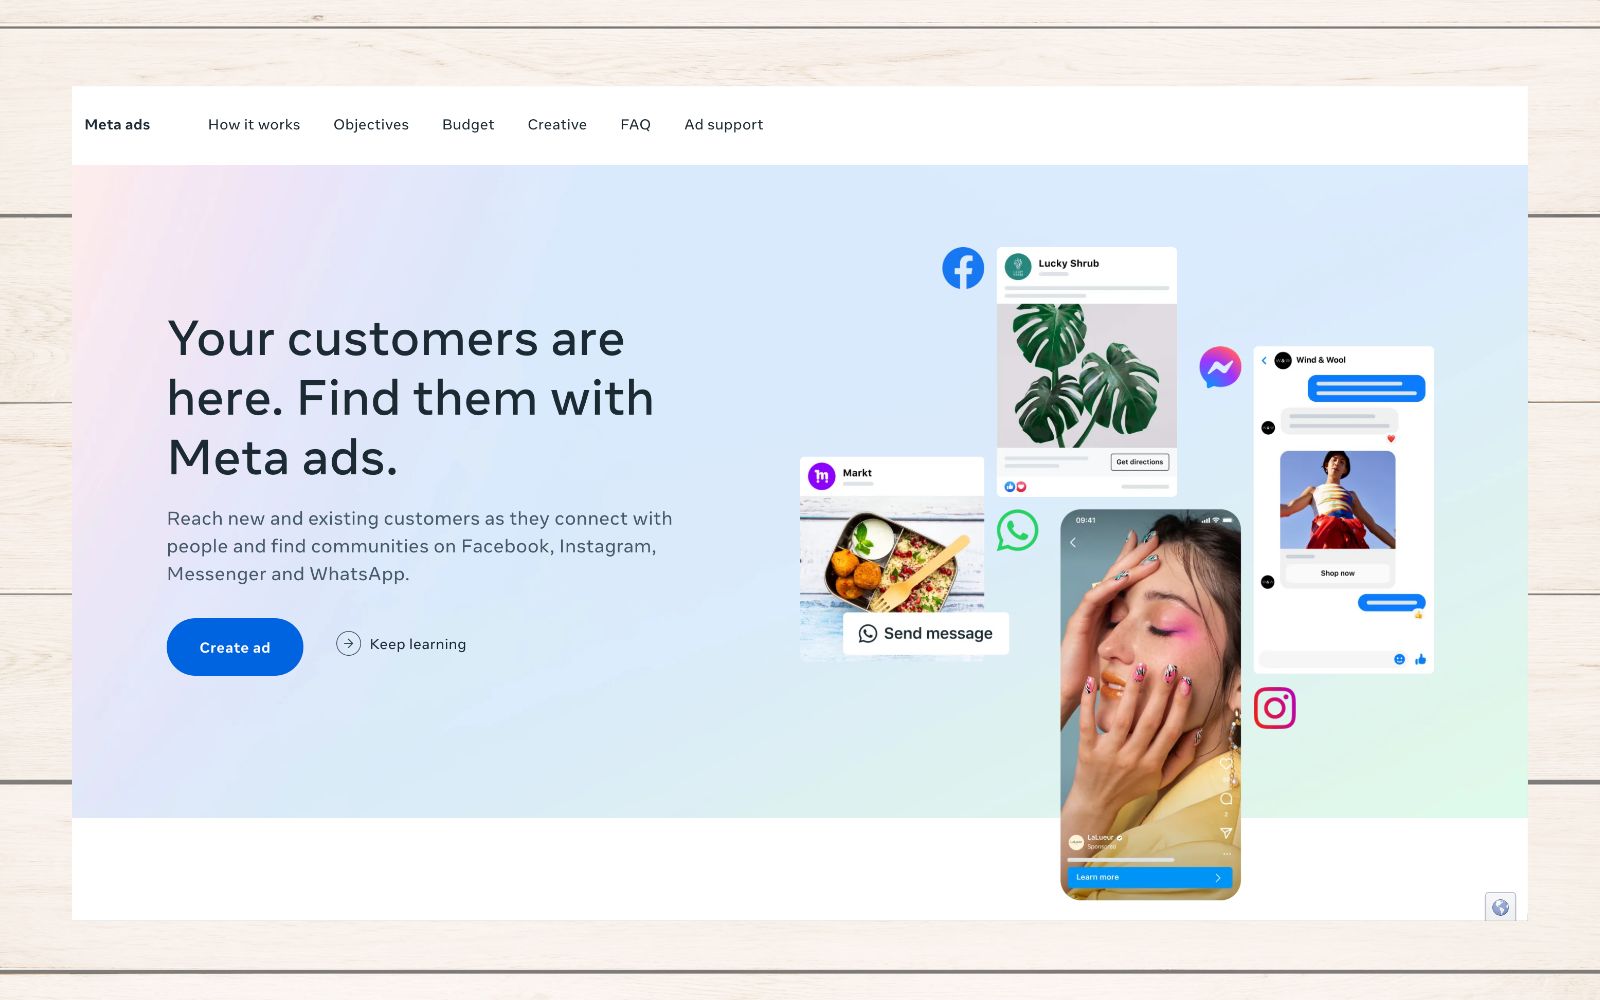 Meta ads
How it works
Objectives
Budget
Creative
FAQ
Ad support
Your customers are
here. Find them with
Meta ads.
Reach new and existing customers as they connect with
people and find communities on Facebook, Instagram,
Messenger and WhatsApp.
Create ad
Keep learning
Lucky Shrub
Get directions
Markt
Send message
Wind & Wool
Shop now
09:41
2
LaLueur
Sponsored
Learn more